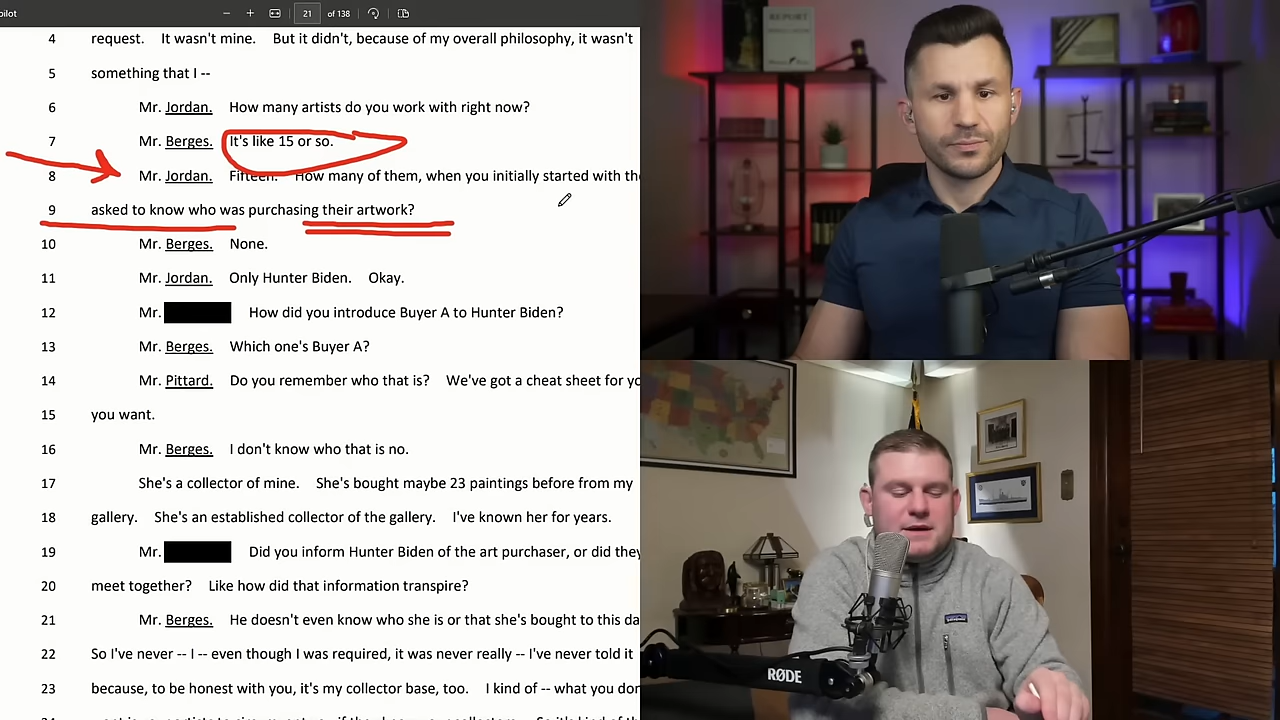 pilot
21 of 138
4 request. It wasn't mine. But it didn't, because of my overall philosophy, it wasn't
5 something that I --
6 Mr. Jordan. How many artists do you work with right now?
7 Mr. Berges. It's like 15 or so.
8 Mr. Jordan. Fifteen. How many of them, when you initially started with the
9 asked to know who was purchasing their artwork?
10 Mr. Berges. None.
11 Mr. Jordan. Only Hunter Biden. Okay.
12 Mr. How did you introduce Buyer A to Hunter Biden?
13 Mr. Berges. Which one's Buyer A?
14 Mr. Pittard. Do you remember who that is? We've got a cheat sheet for yo
15 you want.
16 Mr. Berges. I don't know who that is no.
17 She's a collector of mine. She's bought maybe 23 paintings before from my
18 gallery. She's an established collector of the gallery. I've known her for years.
19 Mr. Did you inform Hunter Biden of the art purchaser, or did they
20 meet together? Like how did that information transpire?
21 Mr. Berges. He doesn't even know who she is or that she's bought to this da
22 So I've never -- I -- even though I was required, it was never really -- I've never told it
23 because, to be honest with you, it's my collector base, too. I kind of -- what you don
REPORT
patagonia
RØDE